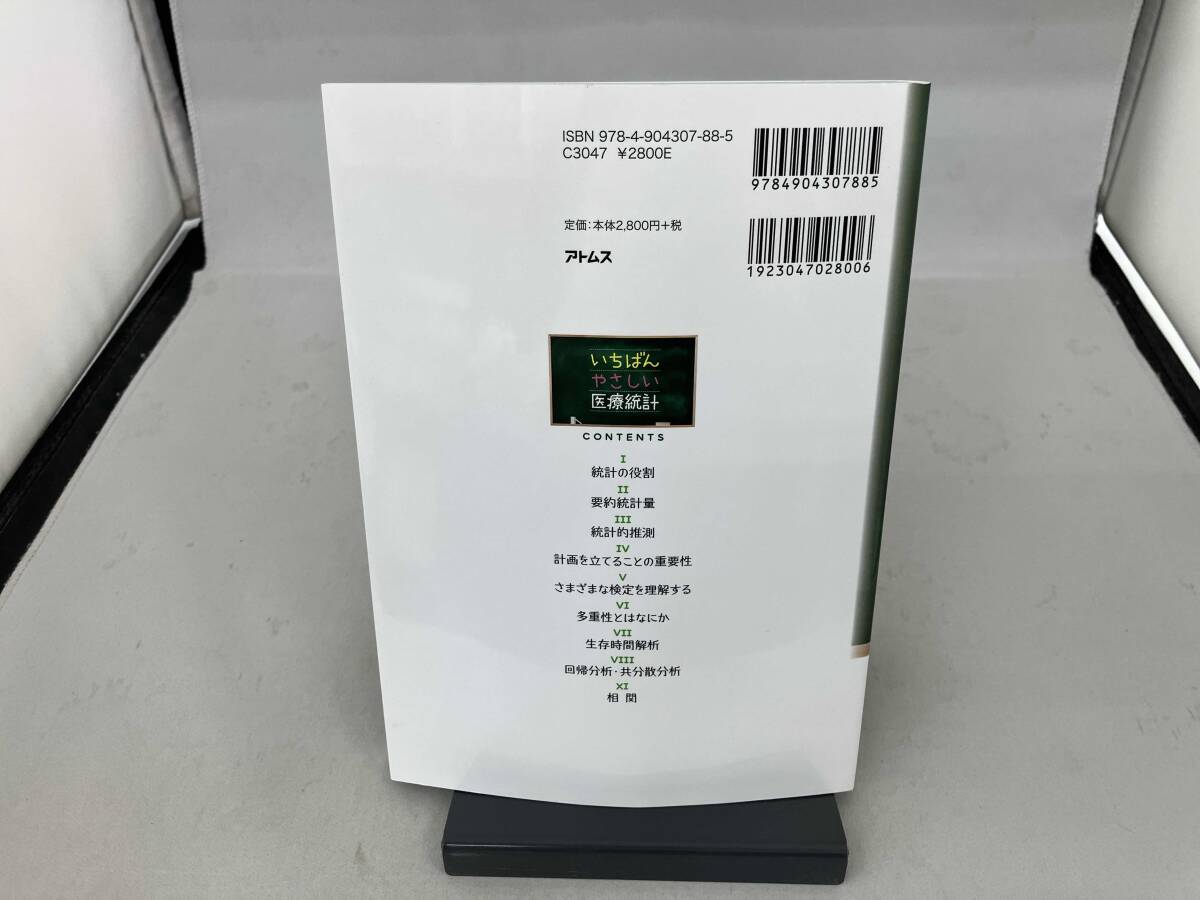 ISBN 978-4-904307-88-5
C3047 ¥2800E
9784904307885
定価:本体2,800円+税
アトムス
1923047028006
いちばん
やさしい
医療統計
CONTENTS
I
統計の役割
II
要約統計量
III
統計的推測
IV
計画を立てることの重要性
V
さまざまな検定を理解する
VI
多重性とはなにか
VII
生存時間解析
VIII
回帰分析・共分散分析
XI
相関